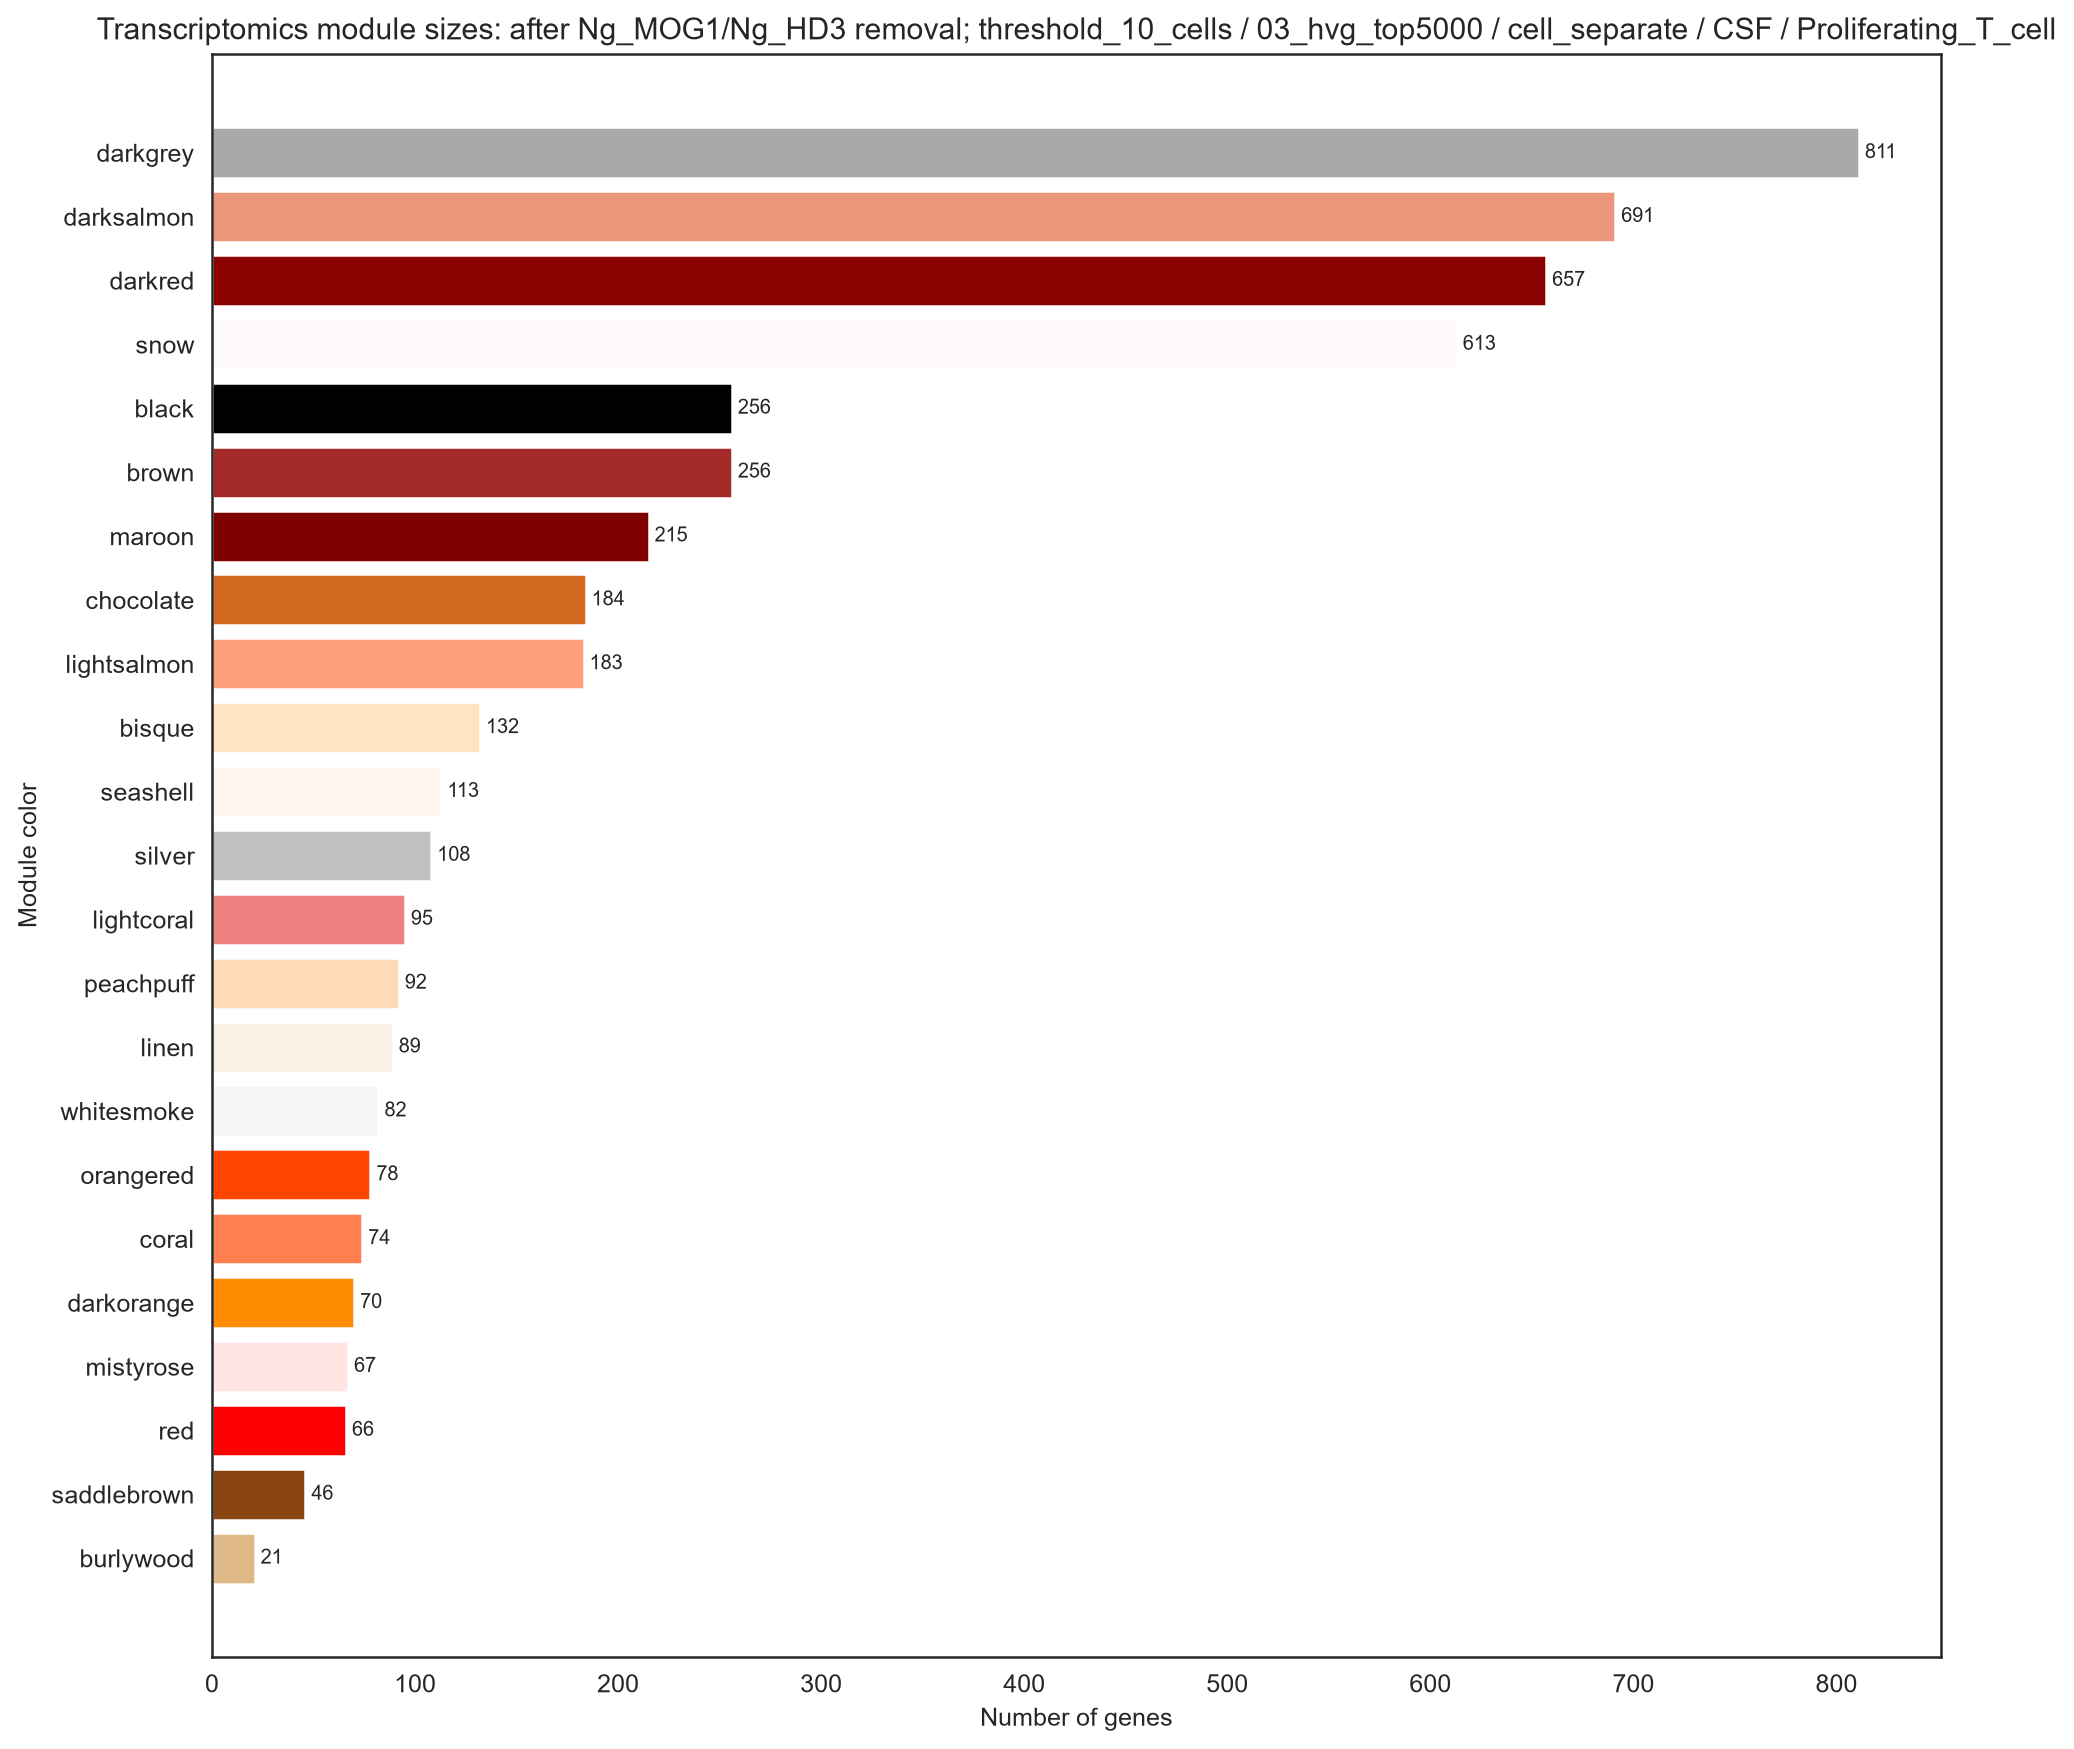 Transcriptomics module sizes: after Ng_MOG1/Ng_HD3 removal; threshold_10_cells / 03_hvg_top5000 / cell_separate / CSF / Proliferating_T_cell
darkgrey 811
darksalmon 691
darkred 657
snow 613
black 256
brown 256
maroon 215
chocolate 184
lightsalmon 183
bisque 132
seashell 113
silver 108
lightcoral 95
peachpuff 92
linen 89
whitesmoke 82
orangered 78
coral 74
darkorange 70
mistyrose 67
red 66
saddlebrown 46
burlywood 21
Module color
0 100 200 300 400 500 600 700 800
Number of genes